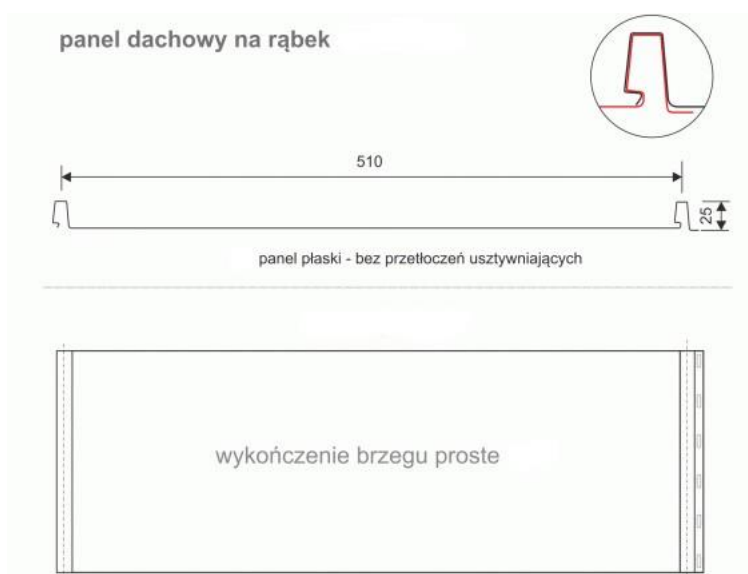 panel dachowy na rąbek
510
25
panel płaski - bez przetłoczeń usztywniających
wykończenie brzegu proste